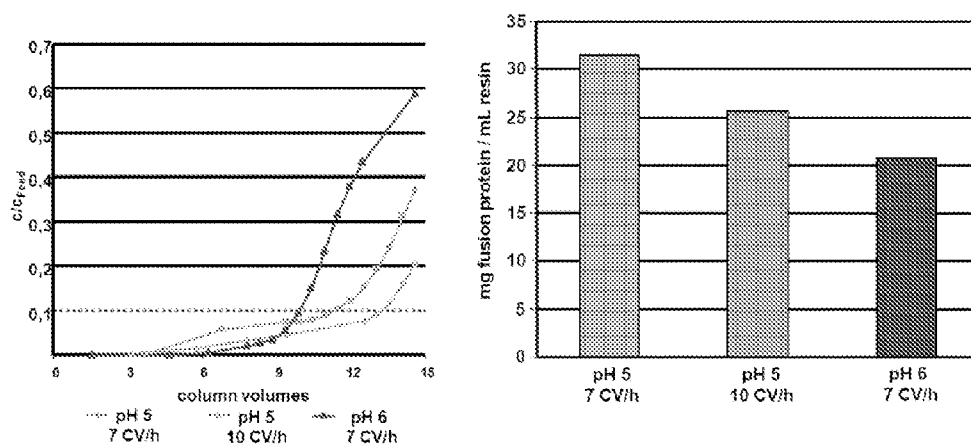 0,7
0,6
0,5
0,4
0,3
0,2
0,1
c/cFeed
0 3 6 9 12 15
column volumes
pH 5 pH 5 pH 6
7 CV/h 10 CV/h 7 CV/h
35
30
25
20
15
10
5
0
mg fusion protein / mL resin
pH 5 pH 5 pH 6
7 CV/h 10 CV/h 7 CV/h